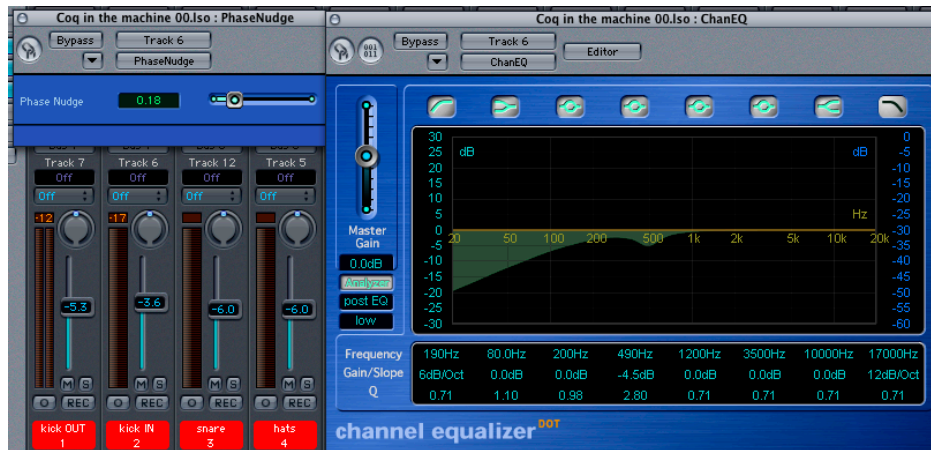 Coq in the machine 00.lso : PhaseNudge
Bypass
Track 6
PhaseNudge
Phase Nudge
0.18
Track 7
Track 6
Track 12
Track 5
Off
Off
Off
Off
Off
Off
Off
Off
-12
-17
-5.3
-3.6
-6.0
-6.0
M S
M S
M S
M S
O REC
O REC
O REC
O REC
kick OUT
kick IN
snare
hats
1
2
3
4
Coq in the machine 00.lso : ChanEQ
001
011
Bypass
Track 6
ChanEQ
Editor
Master
Gain
0.0dB
Analyzer
post EQ
low
30
25
20
15
10
5
0
-5
-10
-15
-20
-25
-30
dB
dB
Hz
20 50 100 200 500 1k 2k 5k 10k 20k
0
-5
-10
-15
-20
-25
-30
-35
-40
-45
-50
-55
-60
Frequency 190Hz 80.0Hz 200Hz 490Hz 1200Hz 3500Hz 10000Hz 17000Hz
Gain/Slope 6dB/Oct 0.0dB 0.0dB -4.5dB 0.0dB 0.0dB 0.0dB 12dB/Oct
Q 0.71 1.10 0.98 2.80 0.71 0.71 0.71 0.71
channel equalizer DOT